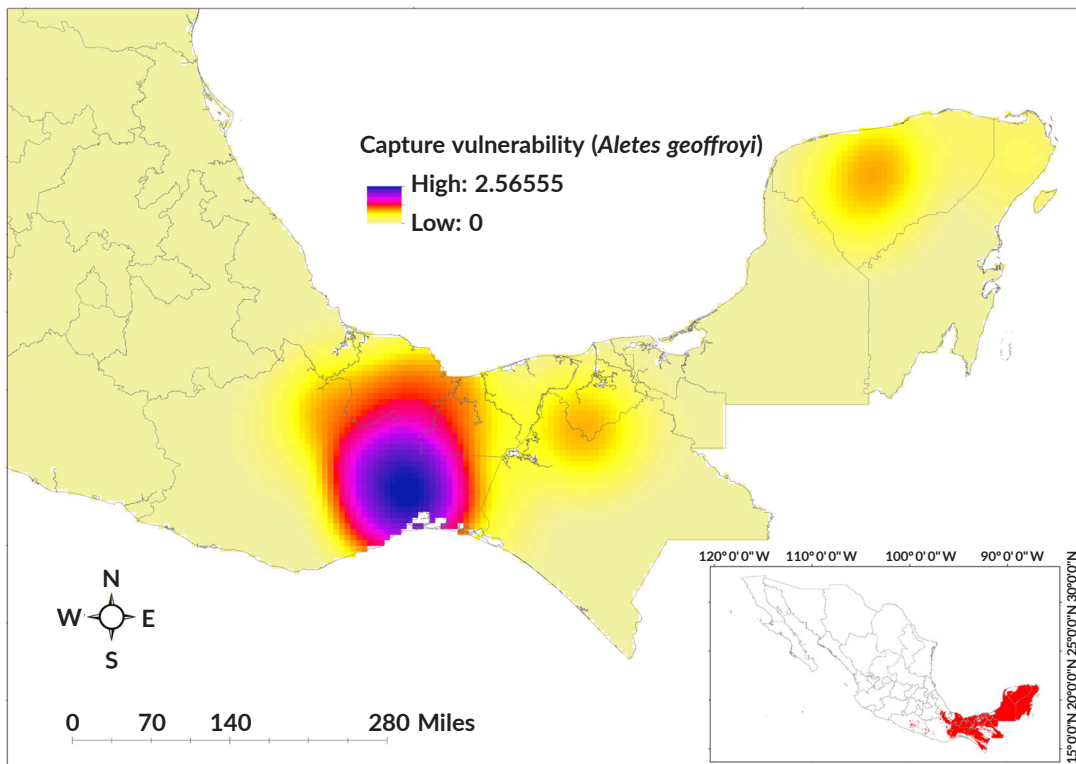 Capture vulnerability (Aletes geoffroyi)
High: 2.56555
Low: 0
N
W E
S
0 70 140 280 Miles
120°0'0"W 110°0'0"W 100°0'0"W 90°0'0"W
30°0'0"N
25°0'0"N
20°0'0"N
15°0'0"N